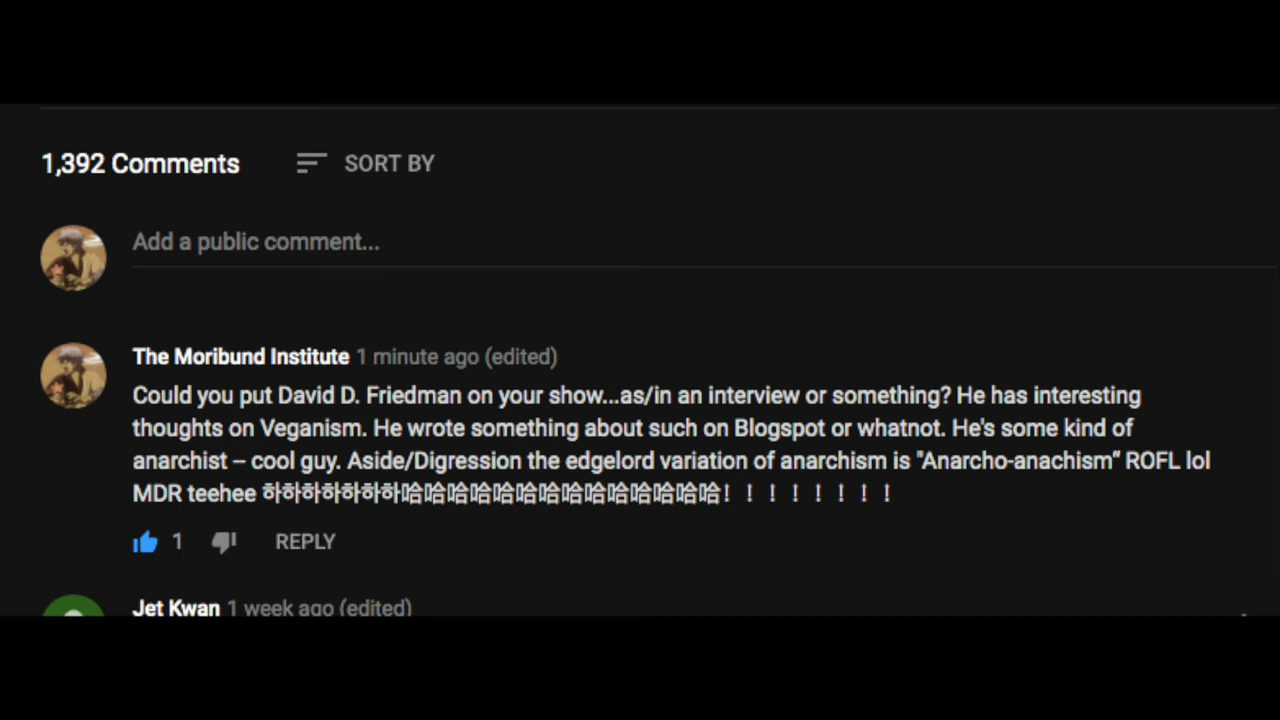 1,392 Comments SORT BY
Add a public comment...
The Moribund Institute 1 minute ago (edited)
Could you put David D. Friedman on your show...as/in an interview or something? He has interesting
thoughts on Veganism. He wrote something about such on Blogspot or whatnot. He's some kind of
anarchist – cool guy. Aside/Digression the edgelord variation of anarchism is "Anarcho-anachism“ ROFL lol
MDR teehee 하하하하하하하哈哈哈哈哈哈哈哈哈哈哈哈哈哈！！！！！！！！
1 REPLY
Jet Kwan 1 week ago (edited)